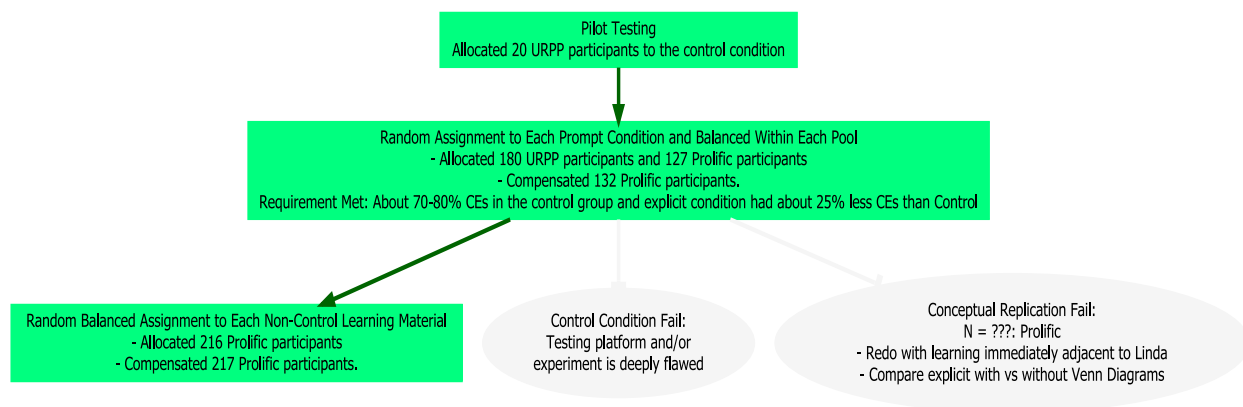 Pilot Testing
Allocated 20 URPP participants to the control condition
Random Assignment to Each Prompt Condition and Balanced Within Each Pool
- Allocated 180 URPP participants and 127 Prolific participants
- Compensated 132 Prolific participants.
Requirement Met: About 70-80% CEs in the control group and explicit condition had about 25% less CEs than Control
Random Balanced Assignment to Each Non-Control Learning Material
- Allocated 216 Prolific participants
- Compensated 217 Prolific participants.
Control Condition Fail:
Testing platform and/or
experiment is deeply flawed
Conceptual Replication Fail:
N = ???: Prolific
- Redo with learning immediately adjacent to Linda
- Compare explicit with vs without Venn Diagrams